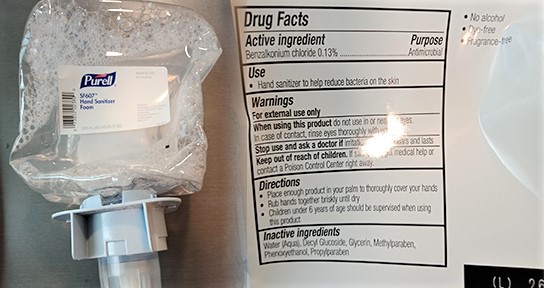 PURELL
SF607™
Hand Sanitizer
Foam
Drug Facts
Active ingredient Purpose
Benzalkonium chloride 0.13% Antimicrobial
Use
• Hand sanitizer to help reduce bacteria on the skin
Warnings
For external use only
When using this product do not use in or near eyes.
In case of contact, rinse eyes thoroughly with
Stop use and ask a doctor if irritation and lasts
Keep out of reach of children. If medical help or
contact a Poison Control Center right away.
Directions
• Place enough product in your palm to thoroughly cover your hands
• Rub hands together briskly until dry
• Children under 6 years of age should be supervised when using
this product
Inactive ingredients
Water (Aqua), Decyl Glucoside, Glycerin, Methylparaben,
Phenoxyethanol, Propylparaben
• No alcohol
• Dye-free
• Fragrance-free
(L) 26